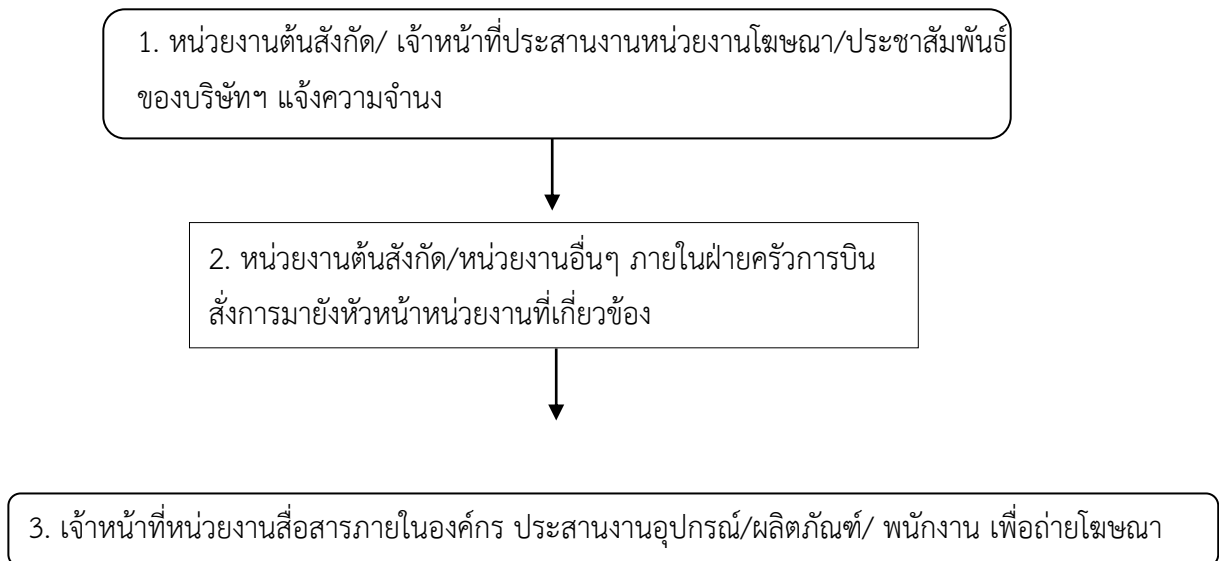 1. หน่วยงานต้นสังกัด/ เจ้าหน้าที่ประสานงานหน่วยงานโฆษณา/ประชาสัมพันธ์
ของบริษัทฯ แจ้งความจำนง
2. หน่วยงานต้นสังกัด/หน่วยงานอื่นๆ ภายในฝ่ายครัวการบิน
สั่งการมายังหัวหน้าหน่วยงานที่เกี่ยวข้อง
3. เจ้าหน้าที่หน่วยงานสื่อสารภายในองค์กร ประสานงานอุปกรณ์/ผลิตภัณฑ์/ พนักงาน เพื่อถ่ายโฆษณา